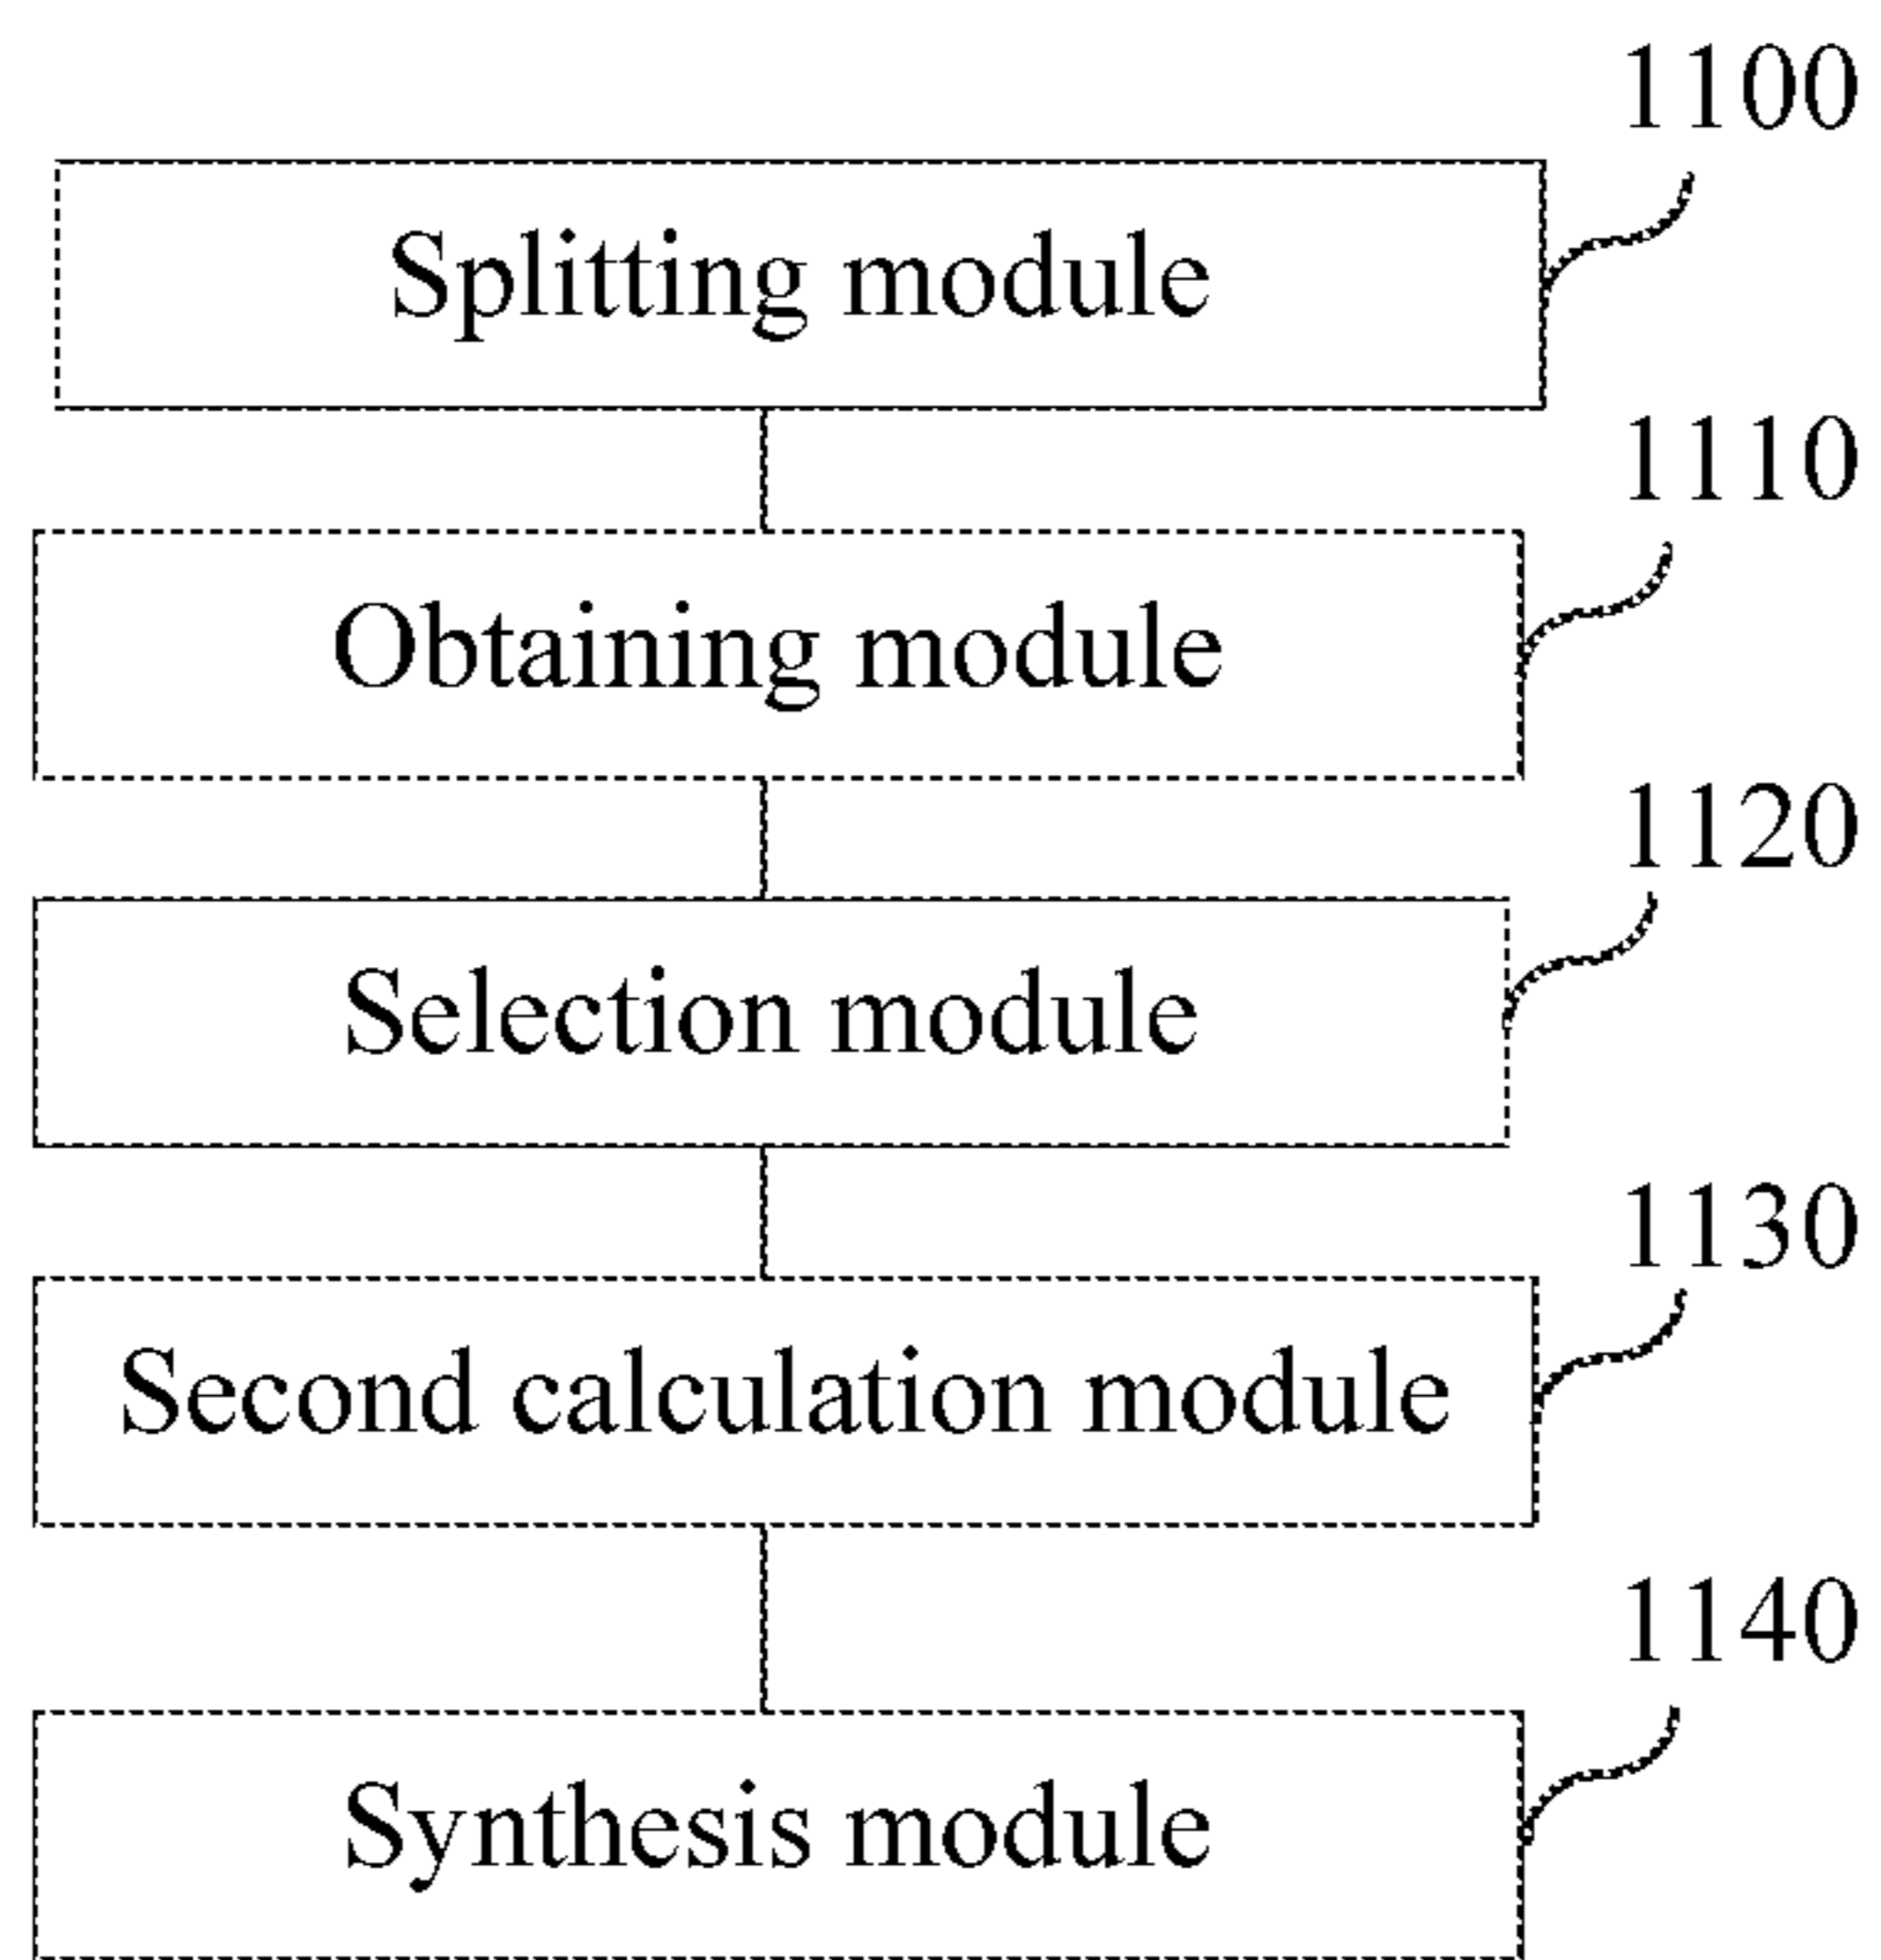 1100
Splitting module
1110
Obtaining module
1120
Selection module
1130
Second calculation module
1140
Synthesis module